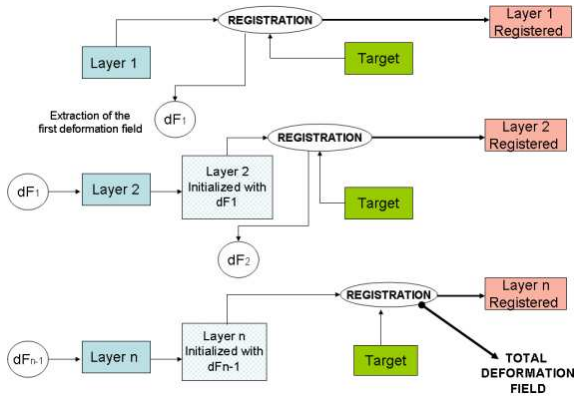 REGISTRATION
Layer 1
Registered
Layer 1
Target
Extraction of the
first deformation field
dF1
REGISTRATION
Layer 2
Registered
dF1
Layer 2
Layer 2
Initialized with
dF1
Target
dF2
REGISTRATION
Layer n
Registered
dFn-1
Layer n
Layer n
Initialized with
dFn-1
Target
TOTAL
DEFORMATION
FIELD